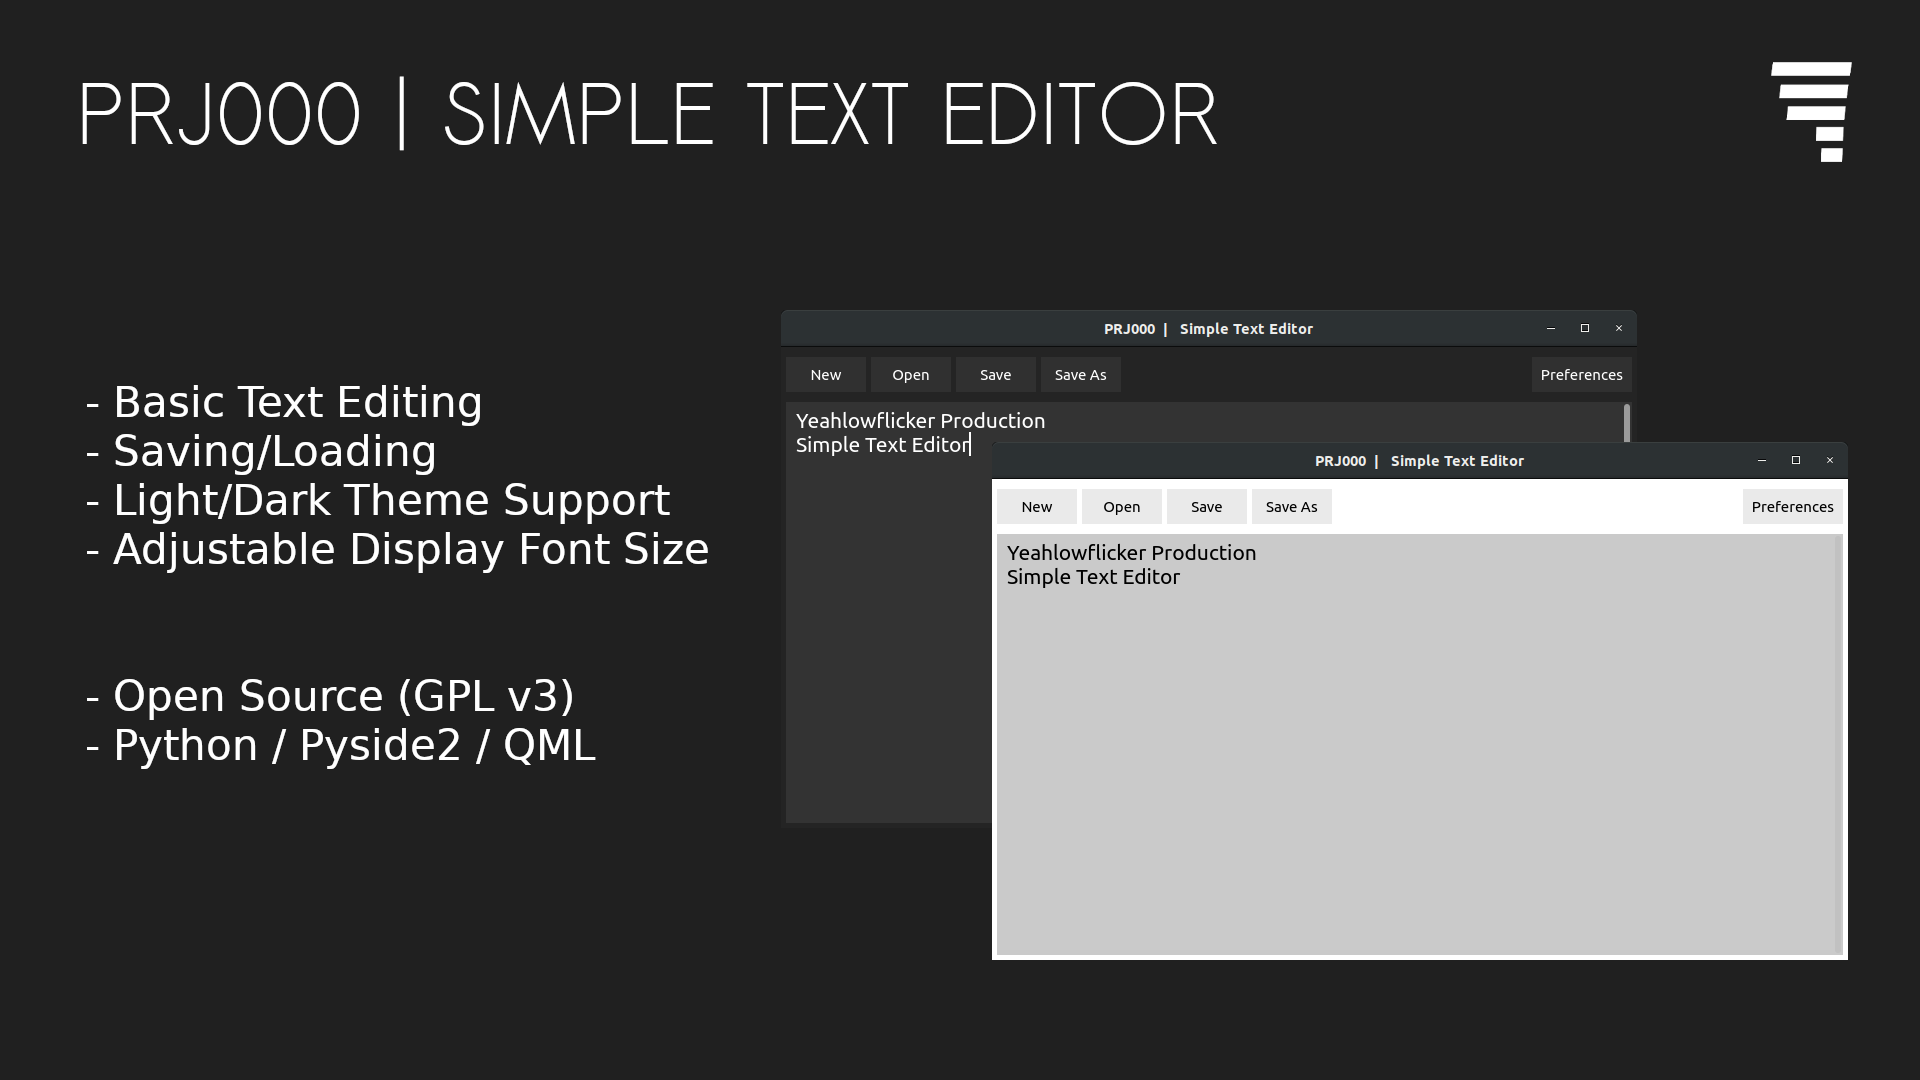 PRJ000 | SIMPLE TEXT EDITOR
- Basic Text Editing
- Saving/Loading
- Light/Dark Theme Support
- Adjustable Display Font Size
- Open Source (GPL v3)
- Python / Pyside2 / QML
PRJ000 | Simple Text Editor
New Open Save Save As Preferences
Yeahlowflicker Production
Simple Text Editor
PRJ000 | Simple Text Editor
New Open Save Save As Preferences
Yeahlowflicker Production
Simple Text Editor